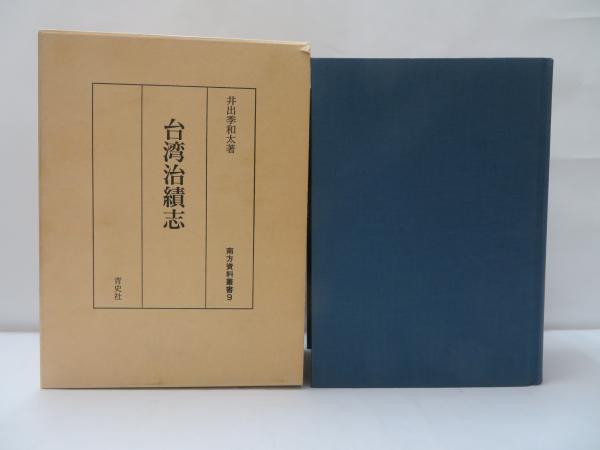 井出季和太著
南方資料叢書9
台湾治績志
青史社